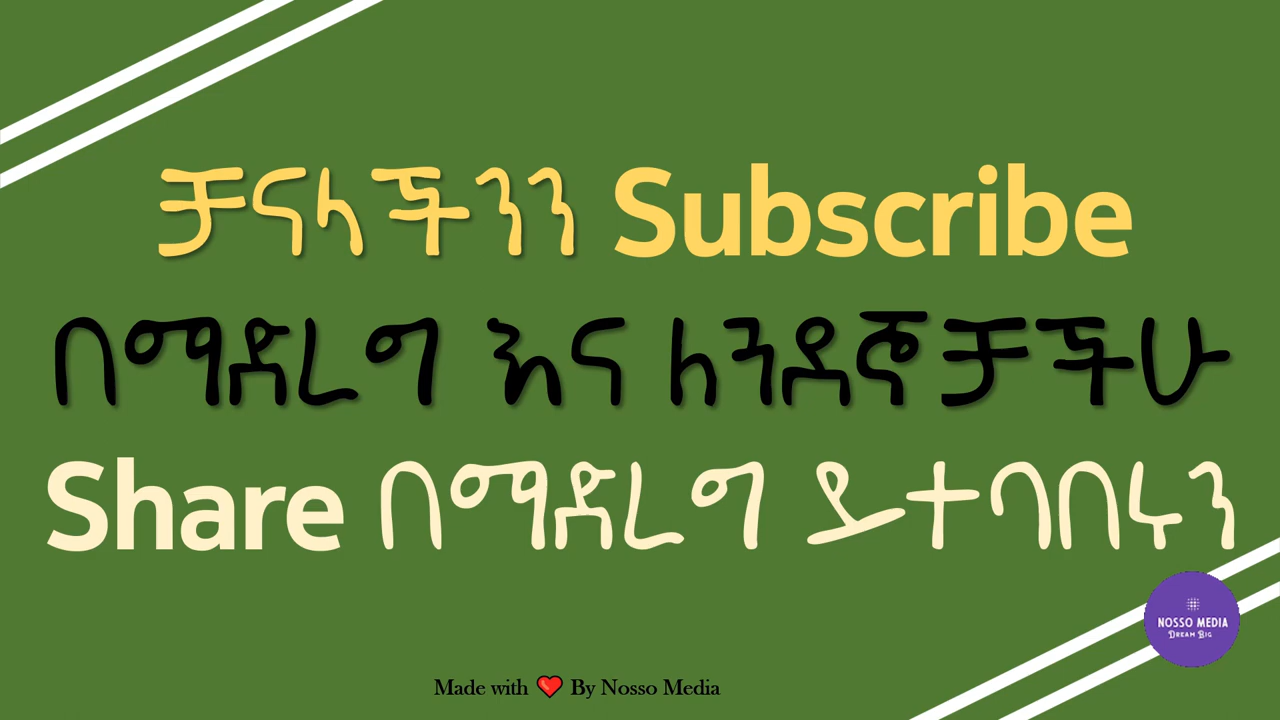 ቻናላችንን Subscribe
በማድረግ እና ለጓደኞቻችሁ
Share በማድረግ ይተባበሩን
NOSSO MEDIA
DREAM BIG
Made with ❤️ By Nosso Media